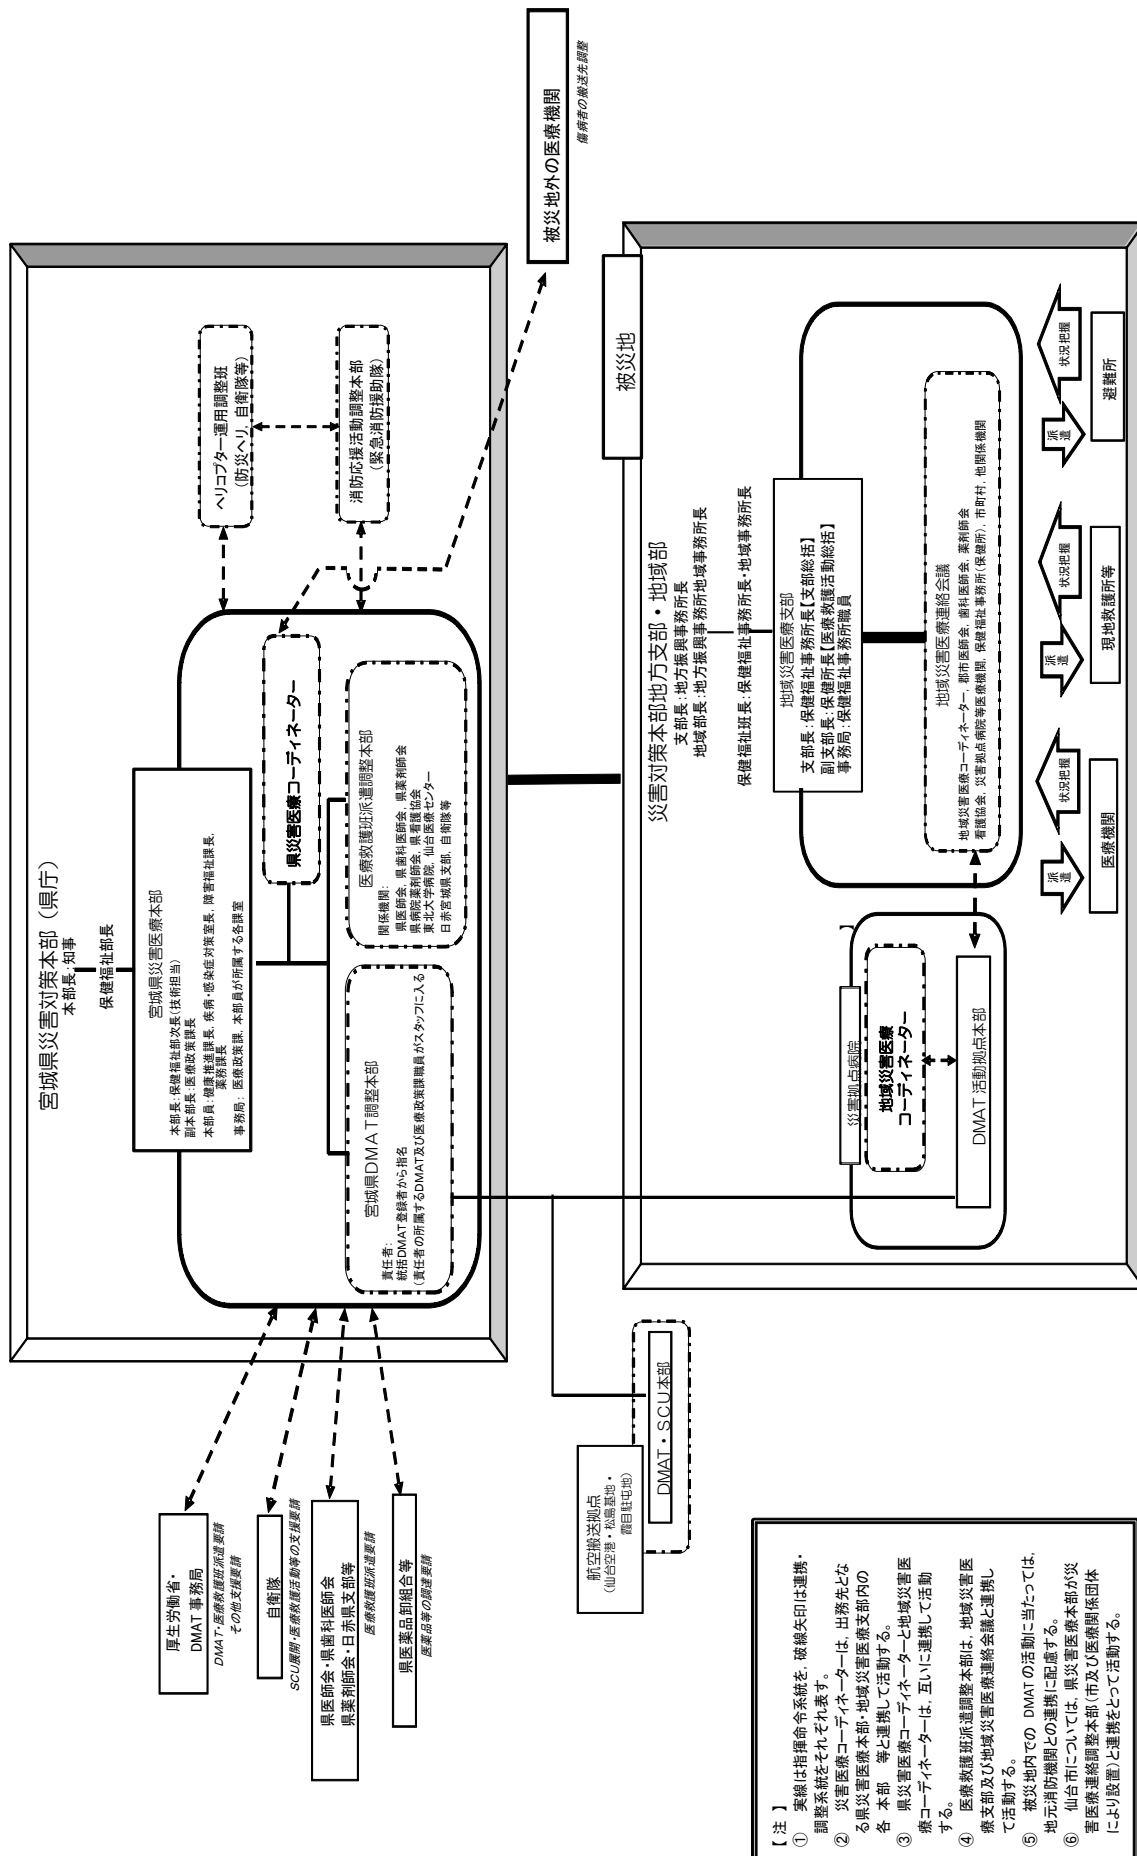 宮城県災害対策本部（県庁）
本部長：知事
保健福祉部長
宮城県災害医療本部
本部長：保健福祉部次長（技術担当）
副本部長：医療政策課長
本部員：健康推進課長，疾病・感染症対策室長，障害福祉課長，
薬務課長
事務局：医療政策課，本部員が所属する各課室
県災害医療コーディネーター
宮城県DMAT調整本部
責任者：
統括DMAT登録者から指名
（責任者の所属するDMAT及び医療政策課職員がスタッフに入る
医療救護班派遣調整本部
関係機関：
県医師会，県歯科医師会，県薬剤師会
県病院薬剤師会，県看護協会
東北大学病院，仙台医療センター
日赤宮城県支部，自衛隊等
ヘリコプター運用調整班
（防災ヘリ，自衛隊等）
消防応援活動調整本部
（緊急消防援助隊）
被災地外の医療機関
傷病者の搬送先調整
厚生労働省・
DMAT事務局
DMAT・医療救護班派遣要請
その他支援要請
自衛隊
SCU展開・医療救護活動等の支援要請
県医師会・県歯科医師会
県薬剤師会・日赤県支部等
医療救護班派遣要請
県医薬品卸組合等
医薬品等の調達要請
航空搬送拠点
（仙台空港・松島基地・
霞目駐屯地）
DMAT・SCU本部
被災地
災害対策本部地方支部・地域部
支部長：地方振興事務所長
地域部長：地方振興事務所地域事務所長
保健福祉班長：保健福祉事務所長・地域事務所長
地域災害医療支部
支部長：保健福祉事務所長【支部総括】
副支部長：保健所長【医療救護活動総括】
事務局：保健福祉事務所職員
地域災害医療連絡会議
地域災害医療コーディネーター，郡市医師会，歯科医師会，薬剤師会
看護協会，災害拠点病院等医療機関，保健福祉事務所（保健所），市町村，他関係機関
災害拠点病院
】
地域災害医療
コーディネーター
DMAT活動拠点本部
派遣
状況把握
医療機関
派遣
状況把握
現地救護所等
派遣
状況把握
避難所
【注】
① 実線は指揮命令系統を，破線矢印は連携・
調整系統をそれぞれ表す。
② 災害医療コーディネーターは，出務先とな
る県災害医療本部・地域災害医療支部内の
各 本部 等と連携して活動する。
③ 県災害医療コーディネーターと地域災害医
療コーディネーターは，互いに連携して活動
する。
④ 医療救護班派遣調整本部は，地域災害医
療支部及び地域災害医療連絡会議と連携し
て活動する。
⑤ 被災地内での DMAT の活動に当たっては，
地元消防機関との連携に配慮する。
⑥ 仙台市については，県災害医療本部が災
害医療連絡調整本部（市及び医療関係団体
により設置）と連携をとって活動する。